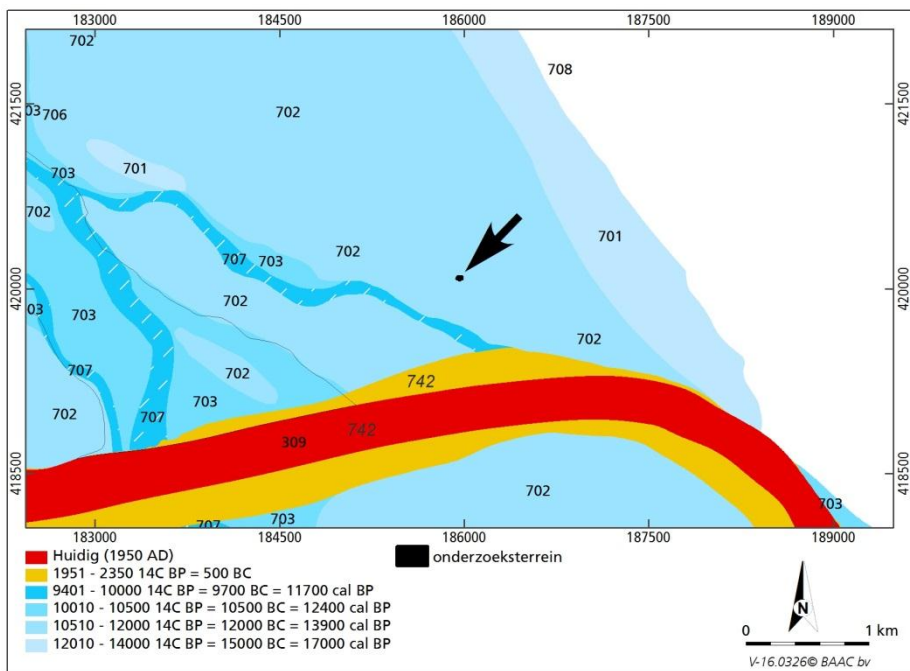 183000 184500 186000 187500 189000
702
708
421500 421500
03 706
702
703
701
702
701
707 703 702
420000 420000
702
03
703
702
707
702
742
702
703
707
742
309
418500 418500
702
703
707 703
183000 184500 186000 187500 189000
Huidig (1950 AD)
onderzoeksterrein
1951 - 2350 14C BP = 500 BC
9401 - 10000 14C BP = 9700 BC = 11700 cal BP
10010 - 10500 14C BP = 10500 BC = 12400 cal BP
10510 - 12000 14C BP = 12000 BC = 13900 cal BP
12010 - 14000 14C BP = 15000 BC = 17000 cal BP
N
0 1 km
V-16.0326© BAAC bv